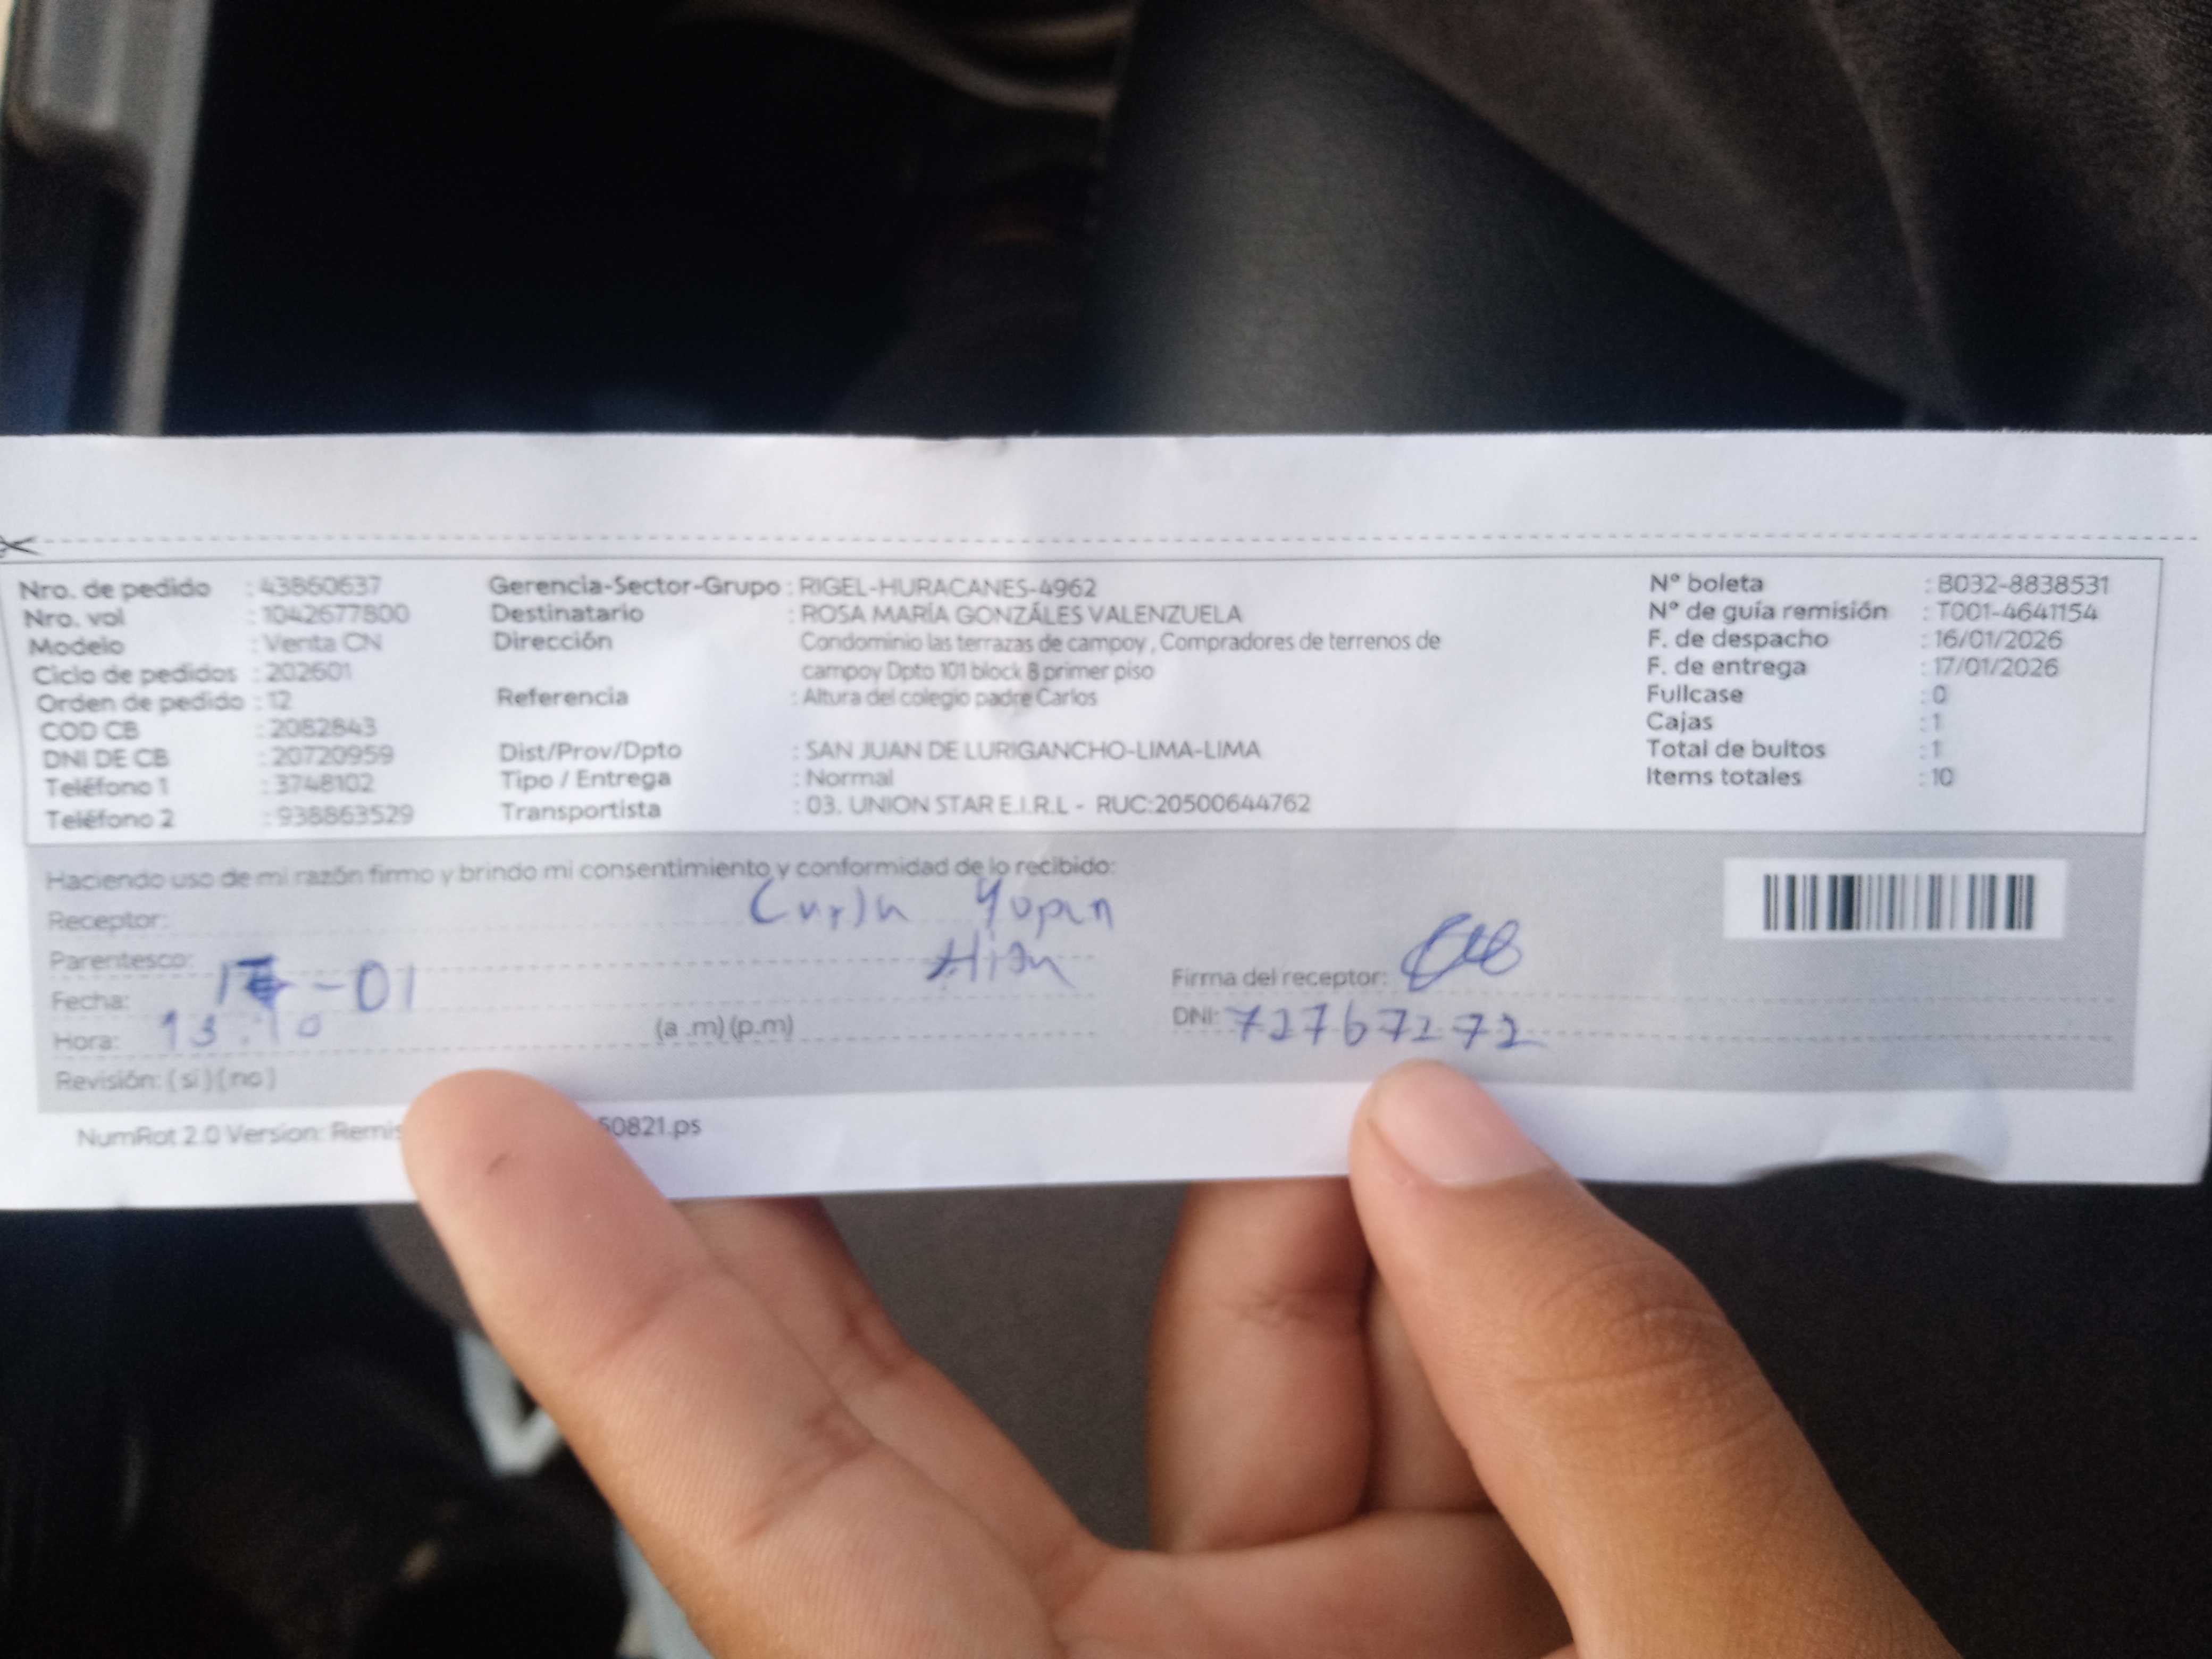 Nro. de pedido : 43860637
Nro. vol : 1042677800
Modelo : Venta CN
Ciclo de pedidos : 202601
Orden de pedido : 12
COD CB : 2082843
DNI DE CB : 20720959
Teléfono 1 : 3748102
Teléfono 2 : 938863529
Gerencia-Sector-Grupo : RIGEL-HURACANES-4962
Destinatario : ROSA MARÍA GONZÁLES VALENZUELA
Dirección Condominio las terrazas de campoy , Compradores de terrenos de
campoy Dpto 101 block 8 primer piso
Referencia : Altura del colegio padre Carlos
Dist/Prov/Dpto : SAN JUAN DE LURIGANCHO-LIMA-LIMA
Tipo / Entrega : Normal
Transportista : 03. UNION STAR E.I.R.L - RUC:20500644762
Nº boleta : B032-8838531
Nº de guía remisión : T001-4641154
F. de despacho : 16/01/2026
F. de entrega : 17/01/2026
Fullcase : 0
Cajas : 1
Total de bultos : 1
Items totales : 10
Haciendo uso de mi razón firmo y brindo mi consentimiento y conformidad de lo recibido:
Receptor:
Parentesco:
Fecha: -01
Hora: 13:10 (a .m) (p.m)
Revisión: ( si ) ( no )
Firma del receptor:
DNI: 72767272
NumRot 2.0 Version: 50821.ps